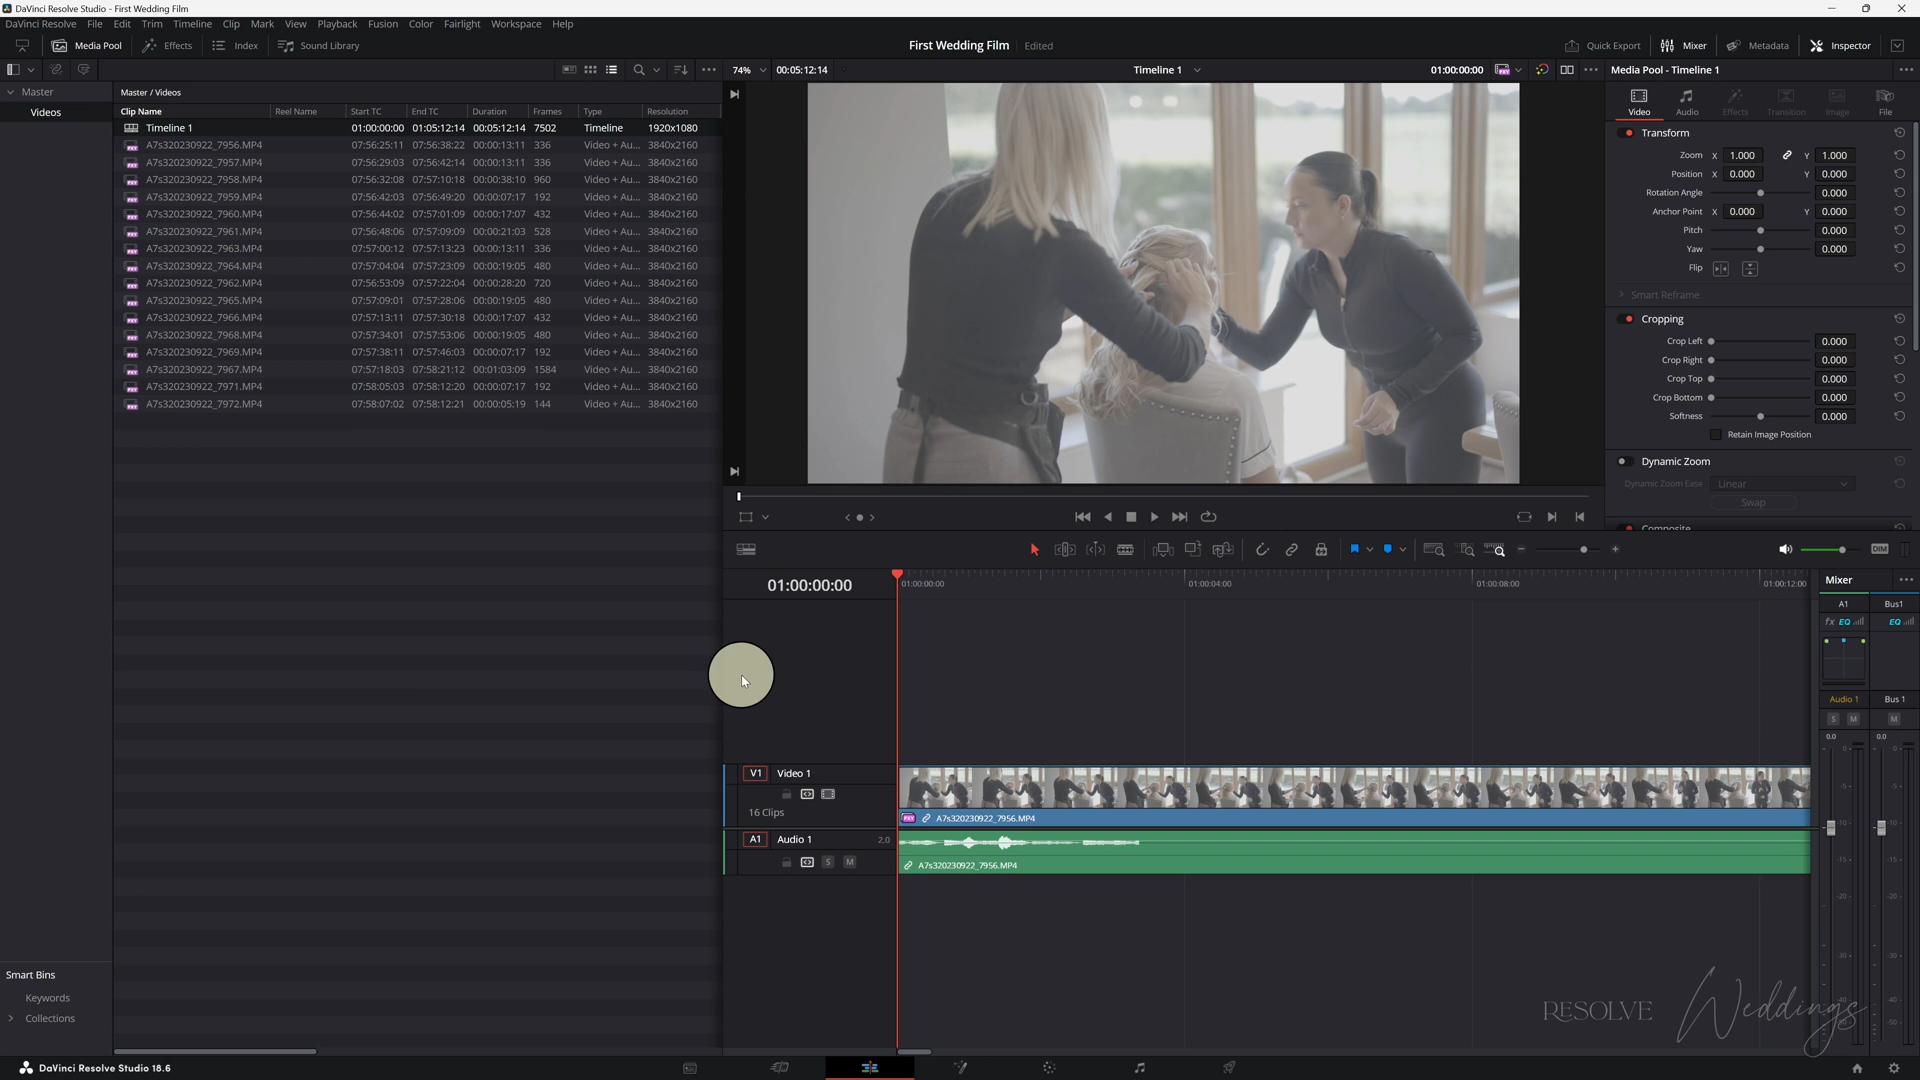 DaVinci Resolve Studio - First Wedding Film
DaVinci Resolve File Edit Trim Timeline Clip Mark View Playback Fusion Color Fairlight Workspace Help
Media Pool Effects Index Sound Library First Wedding Film Edited Quick Export Mixer Metadata Inspector
74% 00:05:12:14 Timeline 1 01:00:00:00 Media Pool - Timeline 1
Master Master / Videos
Videos
Clip Name Reel Name Start TC End TC Duration Frames Type Resolution
Timeline 1 01:00:00:00 01:05:12:14 00:05:12:14 7502 Timeline 1920x1080
A7s320230922_7956.MP4 07:56:25:11 07:56:38:22 00:00:13:11 336 Video + Au... 3840x2160
A7s320230922_7957.MP4 07:56:29:03 07:56:42:14 00:00:13:11 336 Video + Au... 3840x2160
A7s320230922_7958.MP4 07:56:32:08 07:57:10:18 00:00:38:10 960 Video + Au... 3840x2160
A7s320230922_7959.MP4 07:56:42:03 07:56:49:20 00:00:07:17 192 Video + Au... 3840x2160
A7s320230922_7960.MP4 07:56:44:02 07:57:01:09 00:00:17:07 432 Video + Au... 3840x2160
A7s320230922_7961.MP4 07:56:48:06 07:57:09:09 00:00:21:03 528 Video + Au... 3840x2160
A7s320230922_7963.MP4 07:57:00:12 07:57:13:23 00:00:13:11 336 Video + Au... 3840x2160
A7s320230922_7964.MP4 07:57:04:04 07:57:23:09 00:00:19:05 480 Video + Au... 3840x2160
A7s320230922_7962.MP4 07:56:53:09 07:57:22:04 00:00:28:20 720 Video + Au... 3840x2160
A7s320230922_7965.MP4 07:57:09:01 07:57:28:06 00:00:19:05 480 Video + Au... 3840x2160
A7s320230922_7966.MP4 07:57:13:11 07:57:30:18 00:00:17:07 432 Video + Au... 3840x2160
A7s320230922_7968.MP4 07:57:34:01 07:57:53:06 00:00:19:05 480 Video + Au... 3840x2160
A7s320230922_7969.MP4 07:57:38:11 07:57:46:03 00:00:07:17 192 Video + Au... 3840x2160
A7s320230922_7967.MP4 07:57:18:03 07:58:21:12 00:01:03:09 1584 Video + Au... 3840x2160
A7s320230922_7971.MP4 07:58:05:03 07:58:12:20 00:00:07:17 192 Video + Au... 3840x2160
A7s320230922_7972.MP4 07:58:07:02 07:58:12:21 00:00:05:19 144 Video + Au... 3840x2160
Video Audio Effects Transition Image File
Transform
Zoom X 1.000 Y 1.000
Position X 0.000 Y 0.000
Rotation Angle 0.000
Anchor Point X 0.000 Y 0.000
Pitch 0.000
Yaw 0.000
Flip
Smart Reframe
Cropping
Crop Left 0.000
Crop Right 0.000
Crop Top 0.000
Crop Bottom 0.000
Softness 0.000
Retain Image Position
Dynamic Zoom
Dynamic Zoom Ease Linear
Swap
Composite
DIM
01:00:00:00 01:00:00:00 01:00:04:00 01:00:08:00 01:00:12:00
Mixer
A1 Bus1
fx EQ EQ
Audio 1 Bus 1
S M M
0.0 0.0
V1 Video 1
16 Clips
A7s320230922_7956.MP4
A1 Audio 1 2.0
S M
A7s320230922_7956.MP4
Smart Bins
Keywords
Collections
RESOLVE Weddings
DaVinci Resolve Studio 18.6